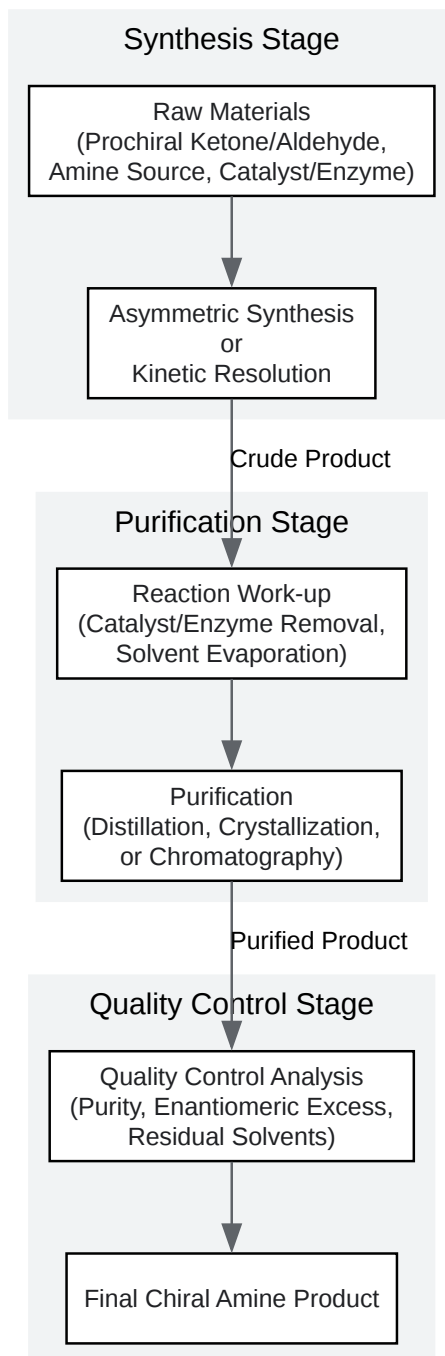 Synthesis Stage
Raw Materials
(Prochiral Ketone/Aldehyde,
Amine Source, Catalyst/Enzyme)
Asymmetric Synthesis
or
Kinetic Resolution
Crude Product
Purification Stage
Reaction Work-up
(Catalyst/Enzyme Removal,
Solvent Evaporation)
Purification
(Distillation, Crystallization,
or Chromatography)
Purified Product
Quality Control Stage
Quality Control Analysis
(Purity, Enantiomeric Excess,
Residual Solvents)
Final Chiral Amine Product